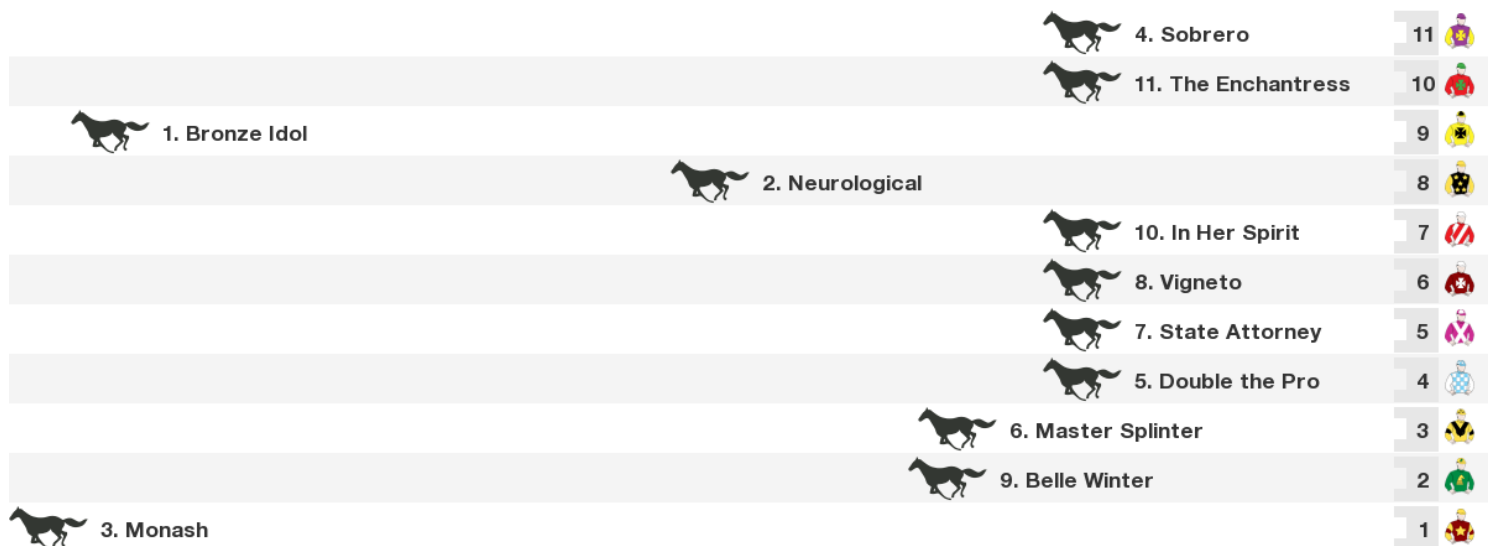 4. Sobrero 11
11. The Enchantress 10
1. Bronze Idol 9
2. Neurological 8
10. In Her Spirit 7
8. Vigneto 6
7. State Attorney 5
5. Double the Pro 4
6. Master Splinter 3
9. Belle Winter 2
3. Monash 1